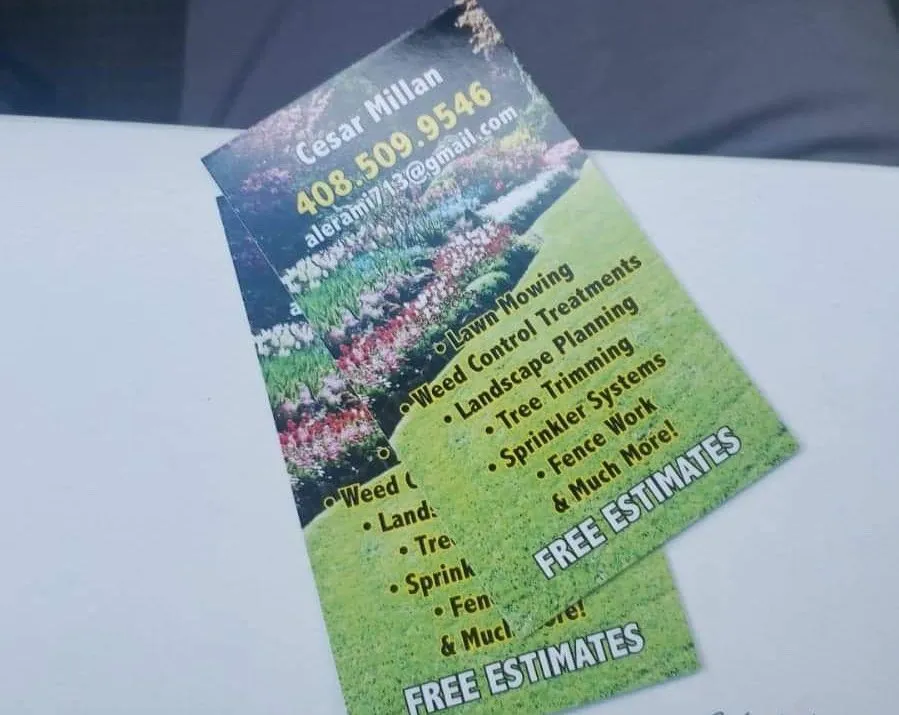 Cesar Millan
408.509.9546
alerami713@gmail.com
• Lawn Mowing
• Weed Control Treatments
• Landscape Planning
• Tree Trimming
• Sprinkler Systems
• Fence Work
& Much More!
FREE ESTIMATES
• Weed
FREE ESTIMATES